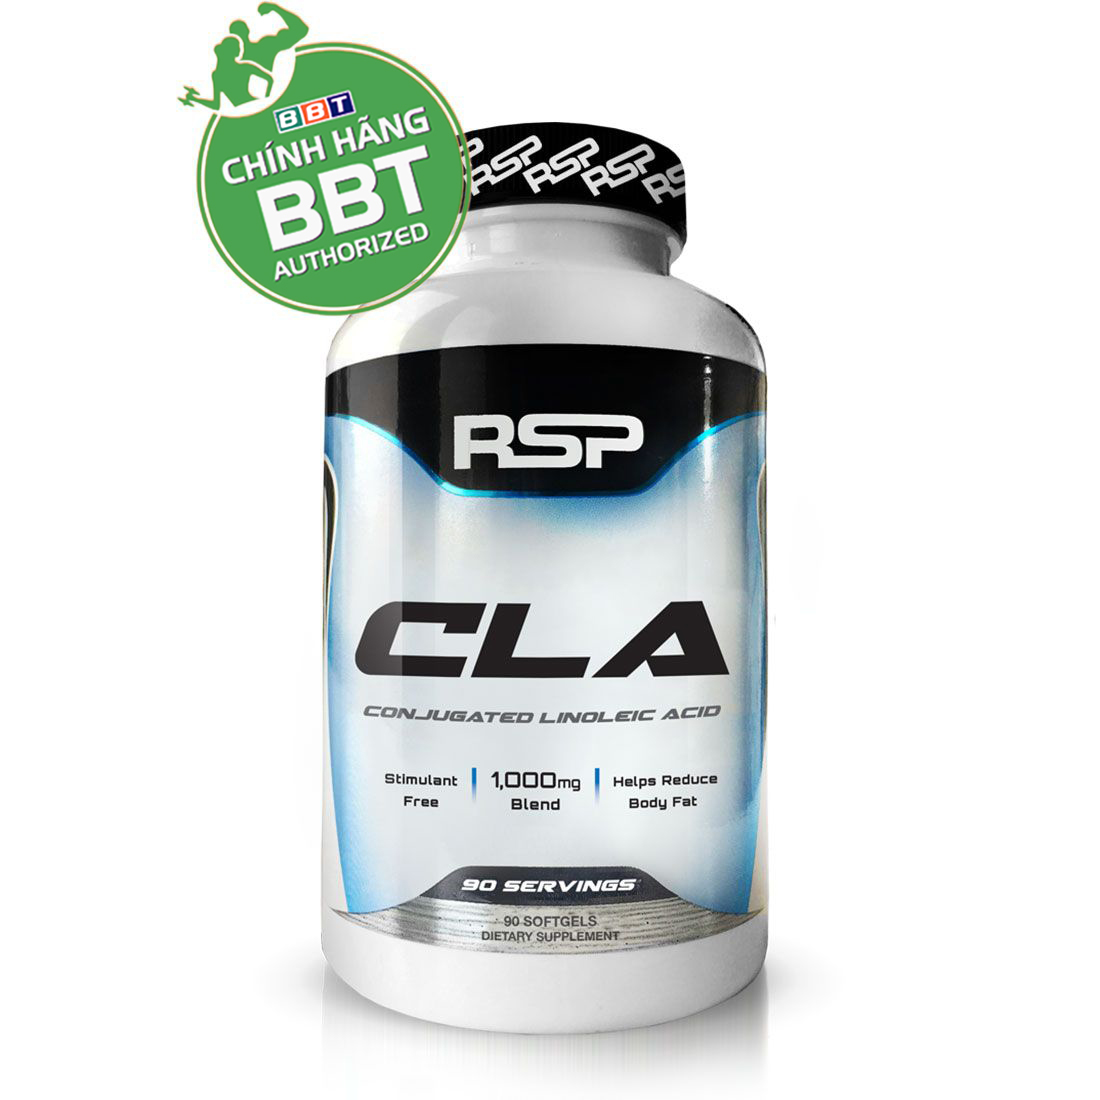 BBT
CHÍNH HÃNG
BBT
AUTHORIZED
RSP RSP RSP
RSP
CLA
CONJUGATED LINOLEIC ACID
Stimulant
Free
1,000mg
Blend
Helps Reduce
Body Fat
90 SERVINGS
90 SOFTGELS
DIETARY SUPPLEMENT